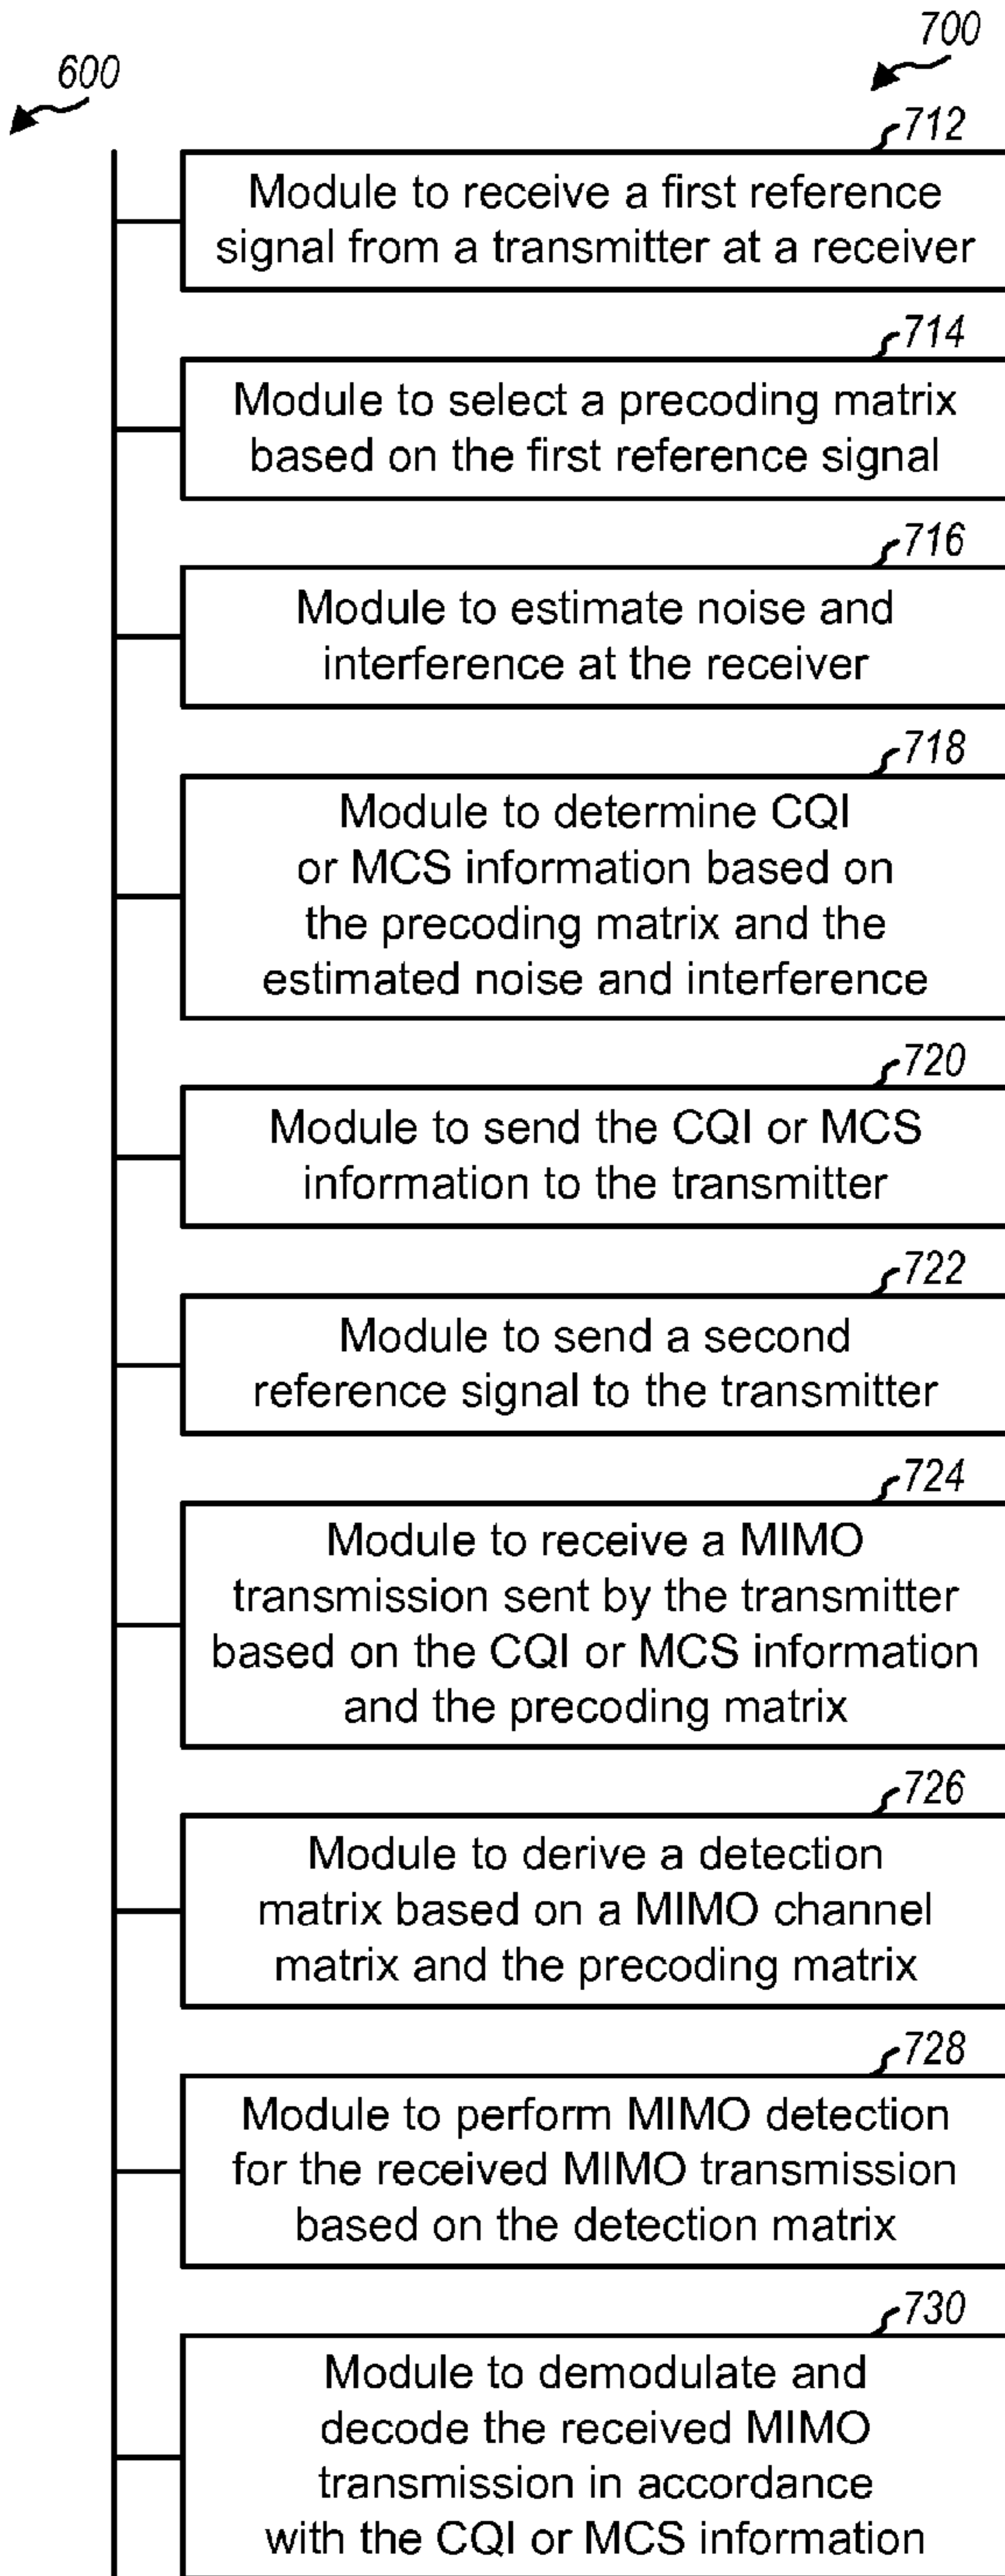 700
600
712
Module to receive a first reference
signal from a transmitter at a receiver
714
Module to select a precoding matrix
based on the first reference signal
716
Module to estimate noise and
interference at the receiver
718
Module to determine CQI
or MCS information based on
the precoding matrix and the
estimated noise and interference
720
Module to send the CQI or MCS
information to the transmitter
722
Module to send a second
reference signal to the transmitter
724
Module to receive a MIMO
transmission sent by the transmitter
based on the CQI or MCS information
and the precoding matrix
726
Module to derive a detection
matrix based on a MIMO channel
matrix and the precoding matrix
728
Module to perform MIMO detection
for the received MIMO transmission
based on the detection matrix
730
Module to demodulate and
decode the received MIMO
transmission in accordance
with the CQI or MCS information